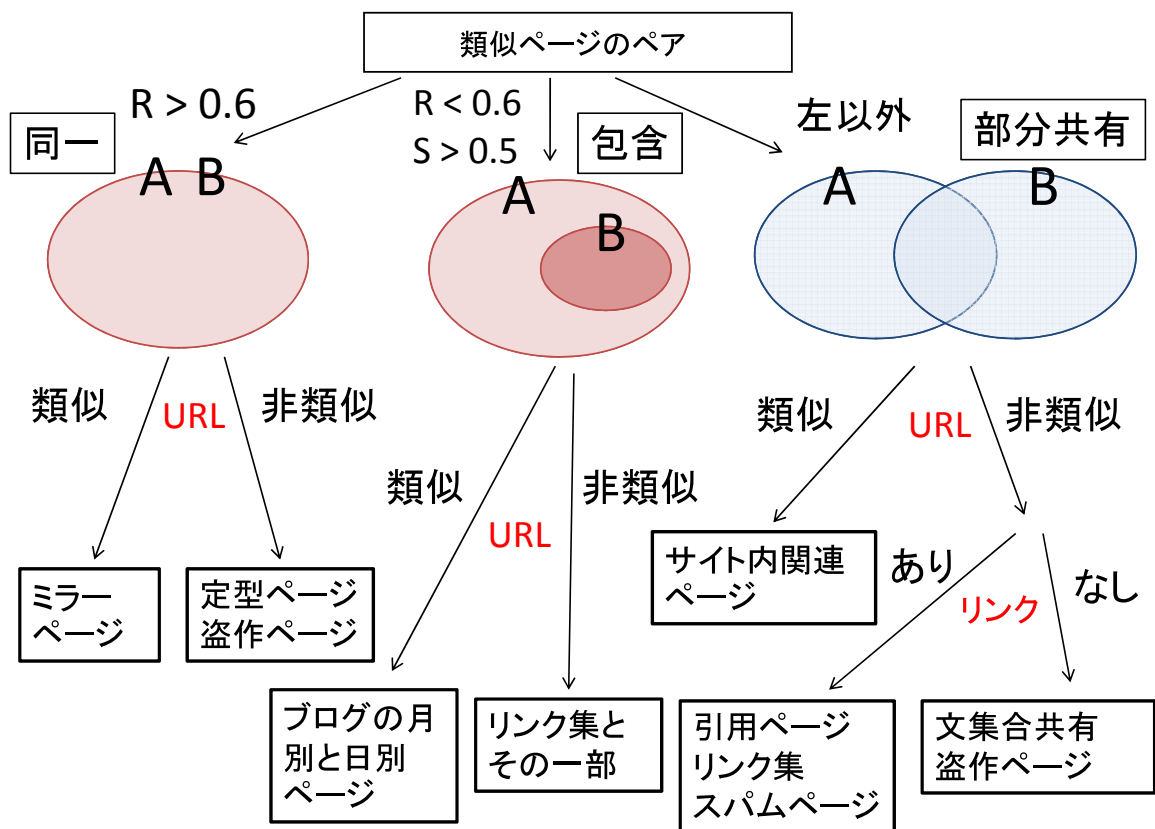 類似ページのペア
R > 0.6
同一
A B
R < 0.6
S > 0.5
包含
A
B
左以外
部分共有
A
B
類似
URL
非類似
類似
URL
非類似
類似
URL
非類似
ミラー
ページ
定型ページ
盗作ページ
ブログの月
別と日別
ページ
リンク集と
その一部
サイト内関連
ページ
あり
リンク
なし
引用ページ
リンク集
スパムページ
文集合共有
盗作ページ